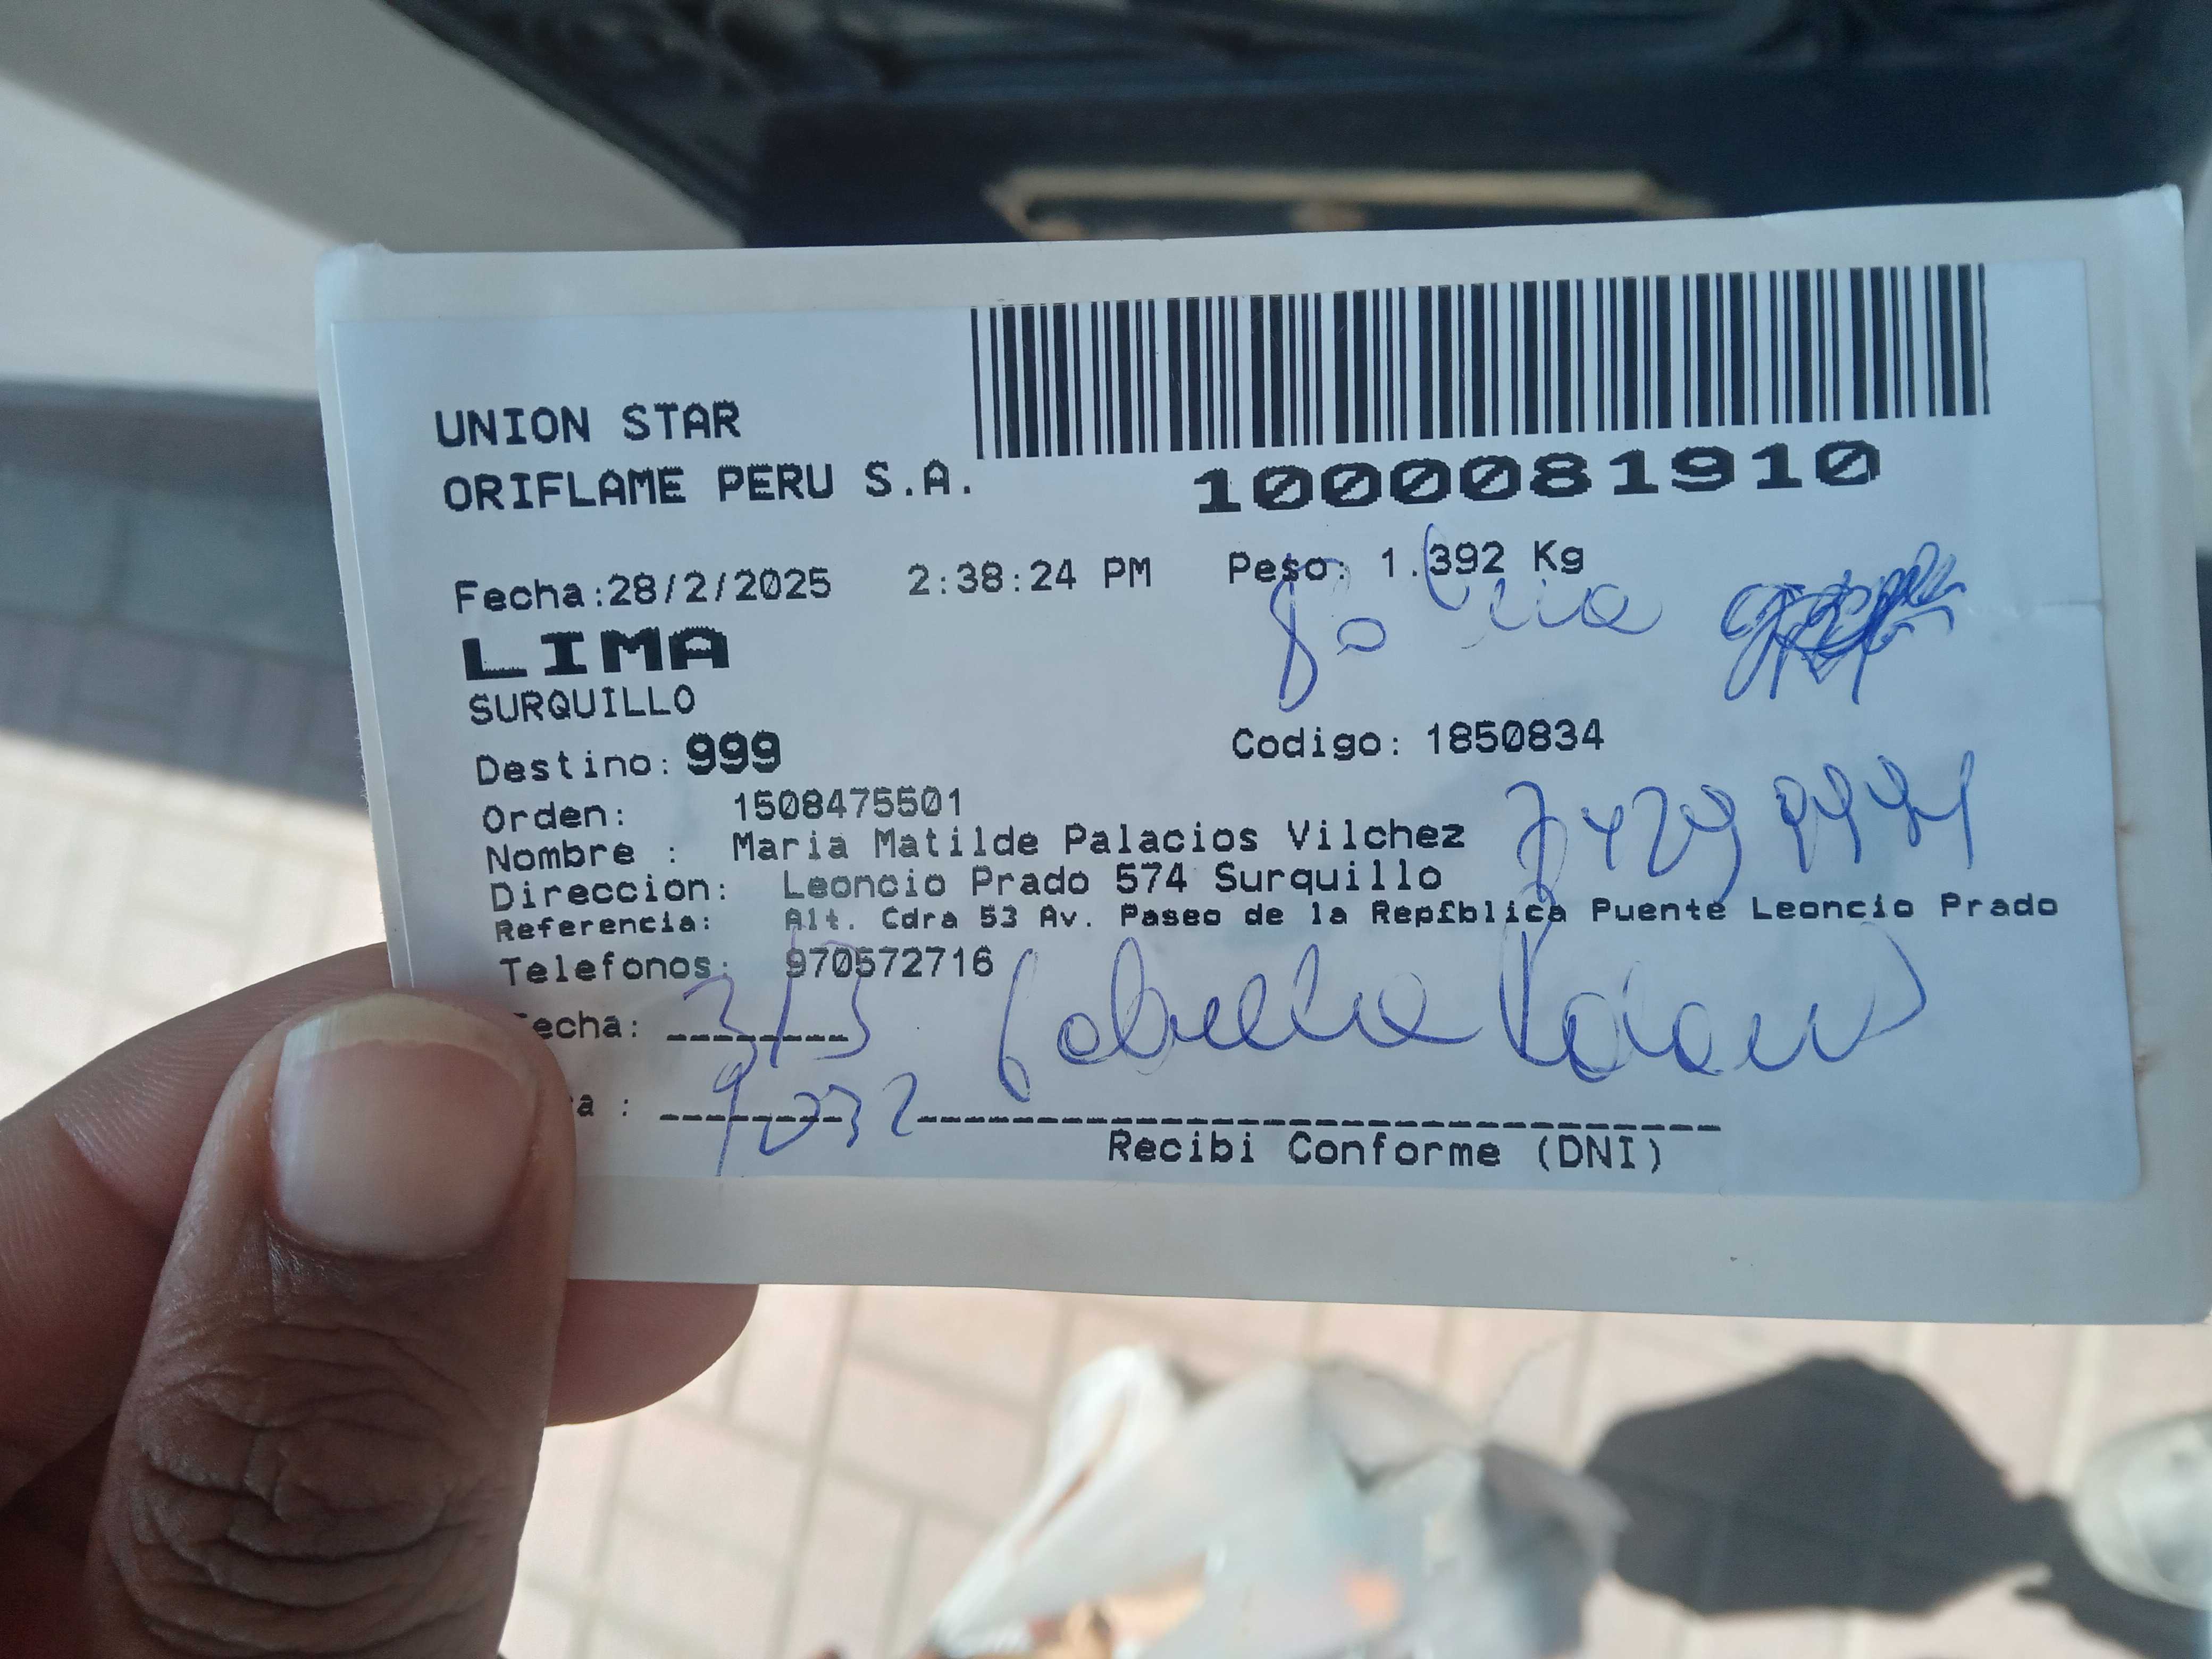 UNION STAR
ORIFLAME PERU S.A.
1000081910
Fecha:28/2/2025 2:38:24 PM Peso: 1.392 Kg
LIMA
SURQUILLO
Destino: 999 Codigo: 1850834
Orden: 1508475501
Nombre : Maria Matilde Palacios Vilchez
Direccion: Leoncio Prado 574 Surquillo
Referencia: Alt. Cdra 53 Av. Paseo de la Rep£blica Puente Leoncio Prado
Telefonos: 970572716
echa: 3/3
a :
Recibi Conforme (DNI)